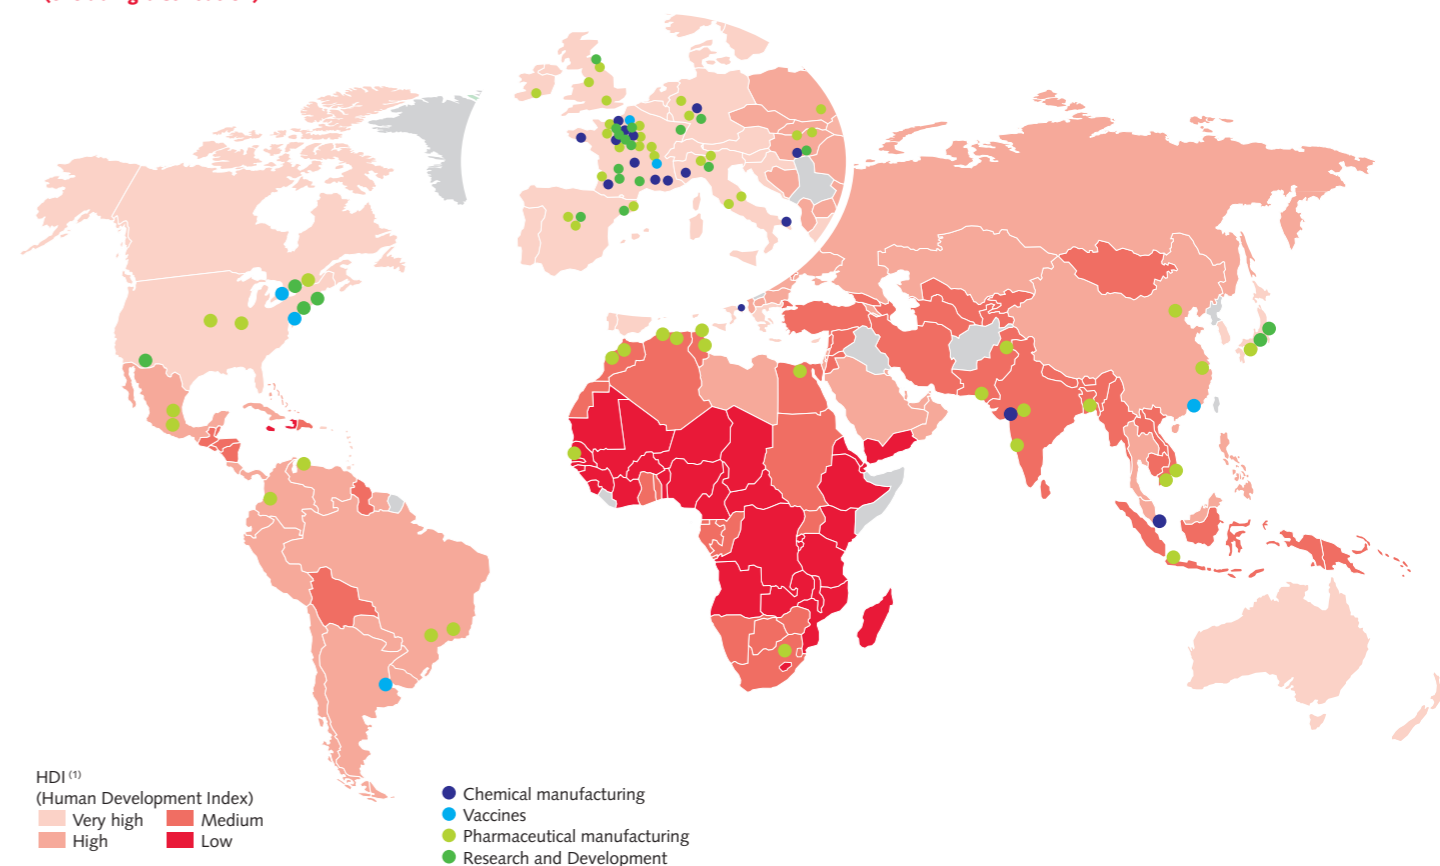 HDI (1)
(Human Development Index)
Very high
Medium
High
Low
Chemical manufacturing
Vaccines
Pharmaceutical manufacturing
Research and Development